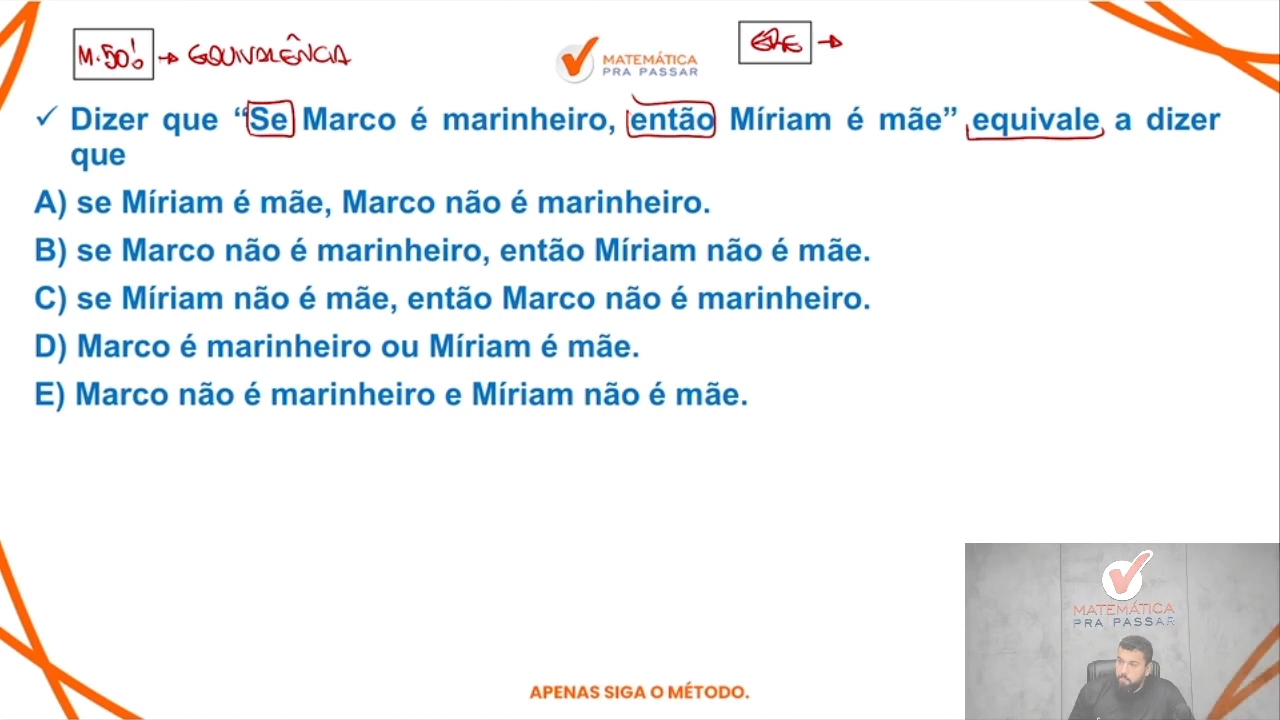 M.50! → EQUIVALÊNCIA
MATEMÁTICA
PRA PASSAR
✓ Dizer que “Se Marco é marinheiro, então Míriam é mãe” equivale a dizer
que
A) se Míriam é mãe, Marco não é marinheiro.
B) se Marco não é marinheiro, então Míriam não é mãe.
C) se Míriam não é mãe, então Marco não é marinheiro.
D) Marco é marinheiro ou Míriam é mãe.
E) Marco não é marinheiro e Míriam não é mãe.
MATEMÁTICA
PRA PASSAR
APENAS SIGA O MÉTODO.